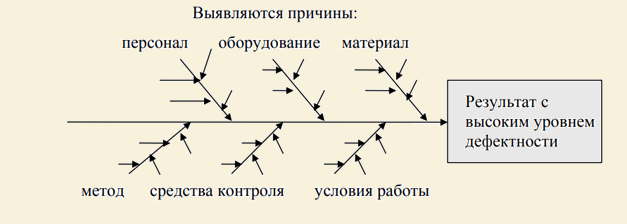 Выявляются причины:
персонал оборудование материал
Результат с
высоким уровнем
дефектности
метод средства контроля условия работы